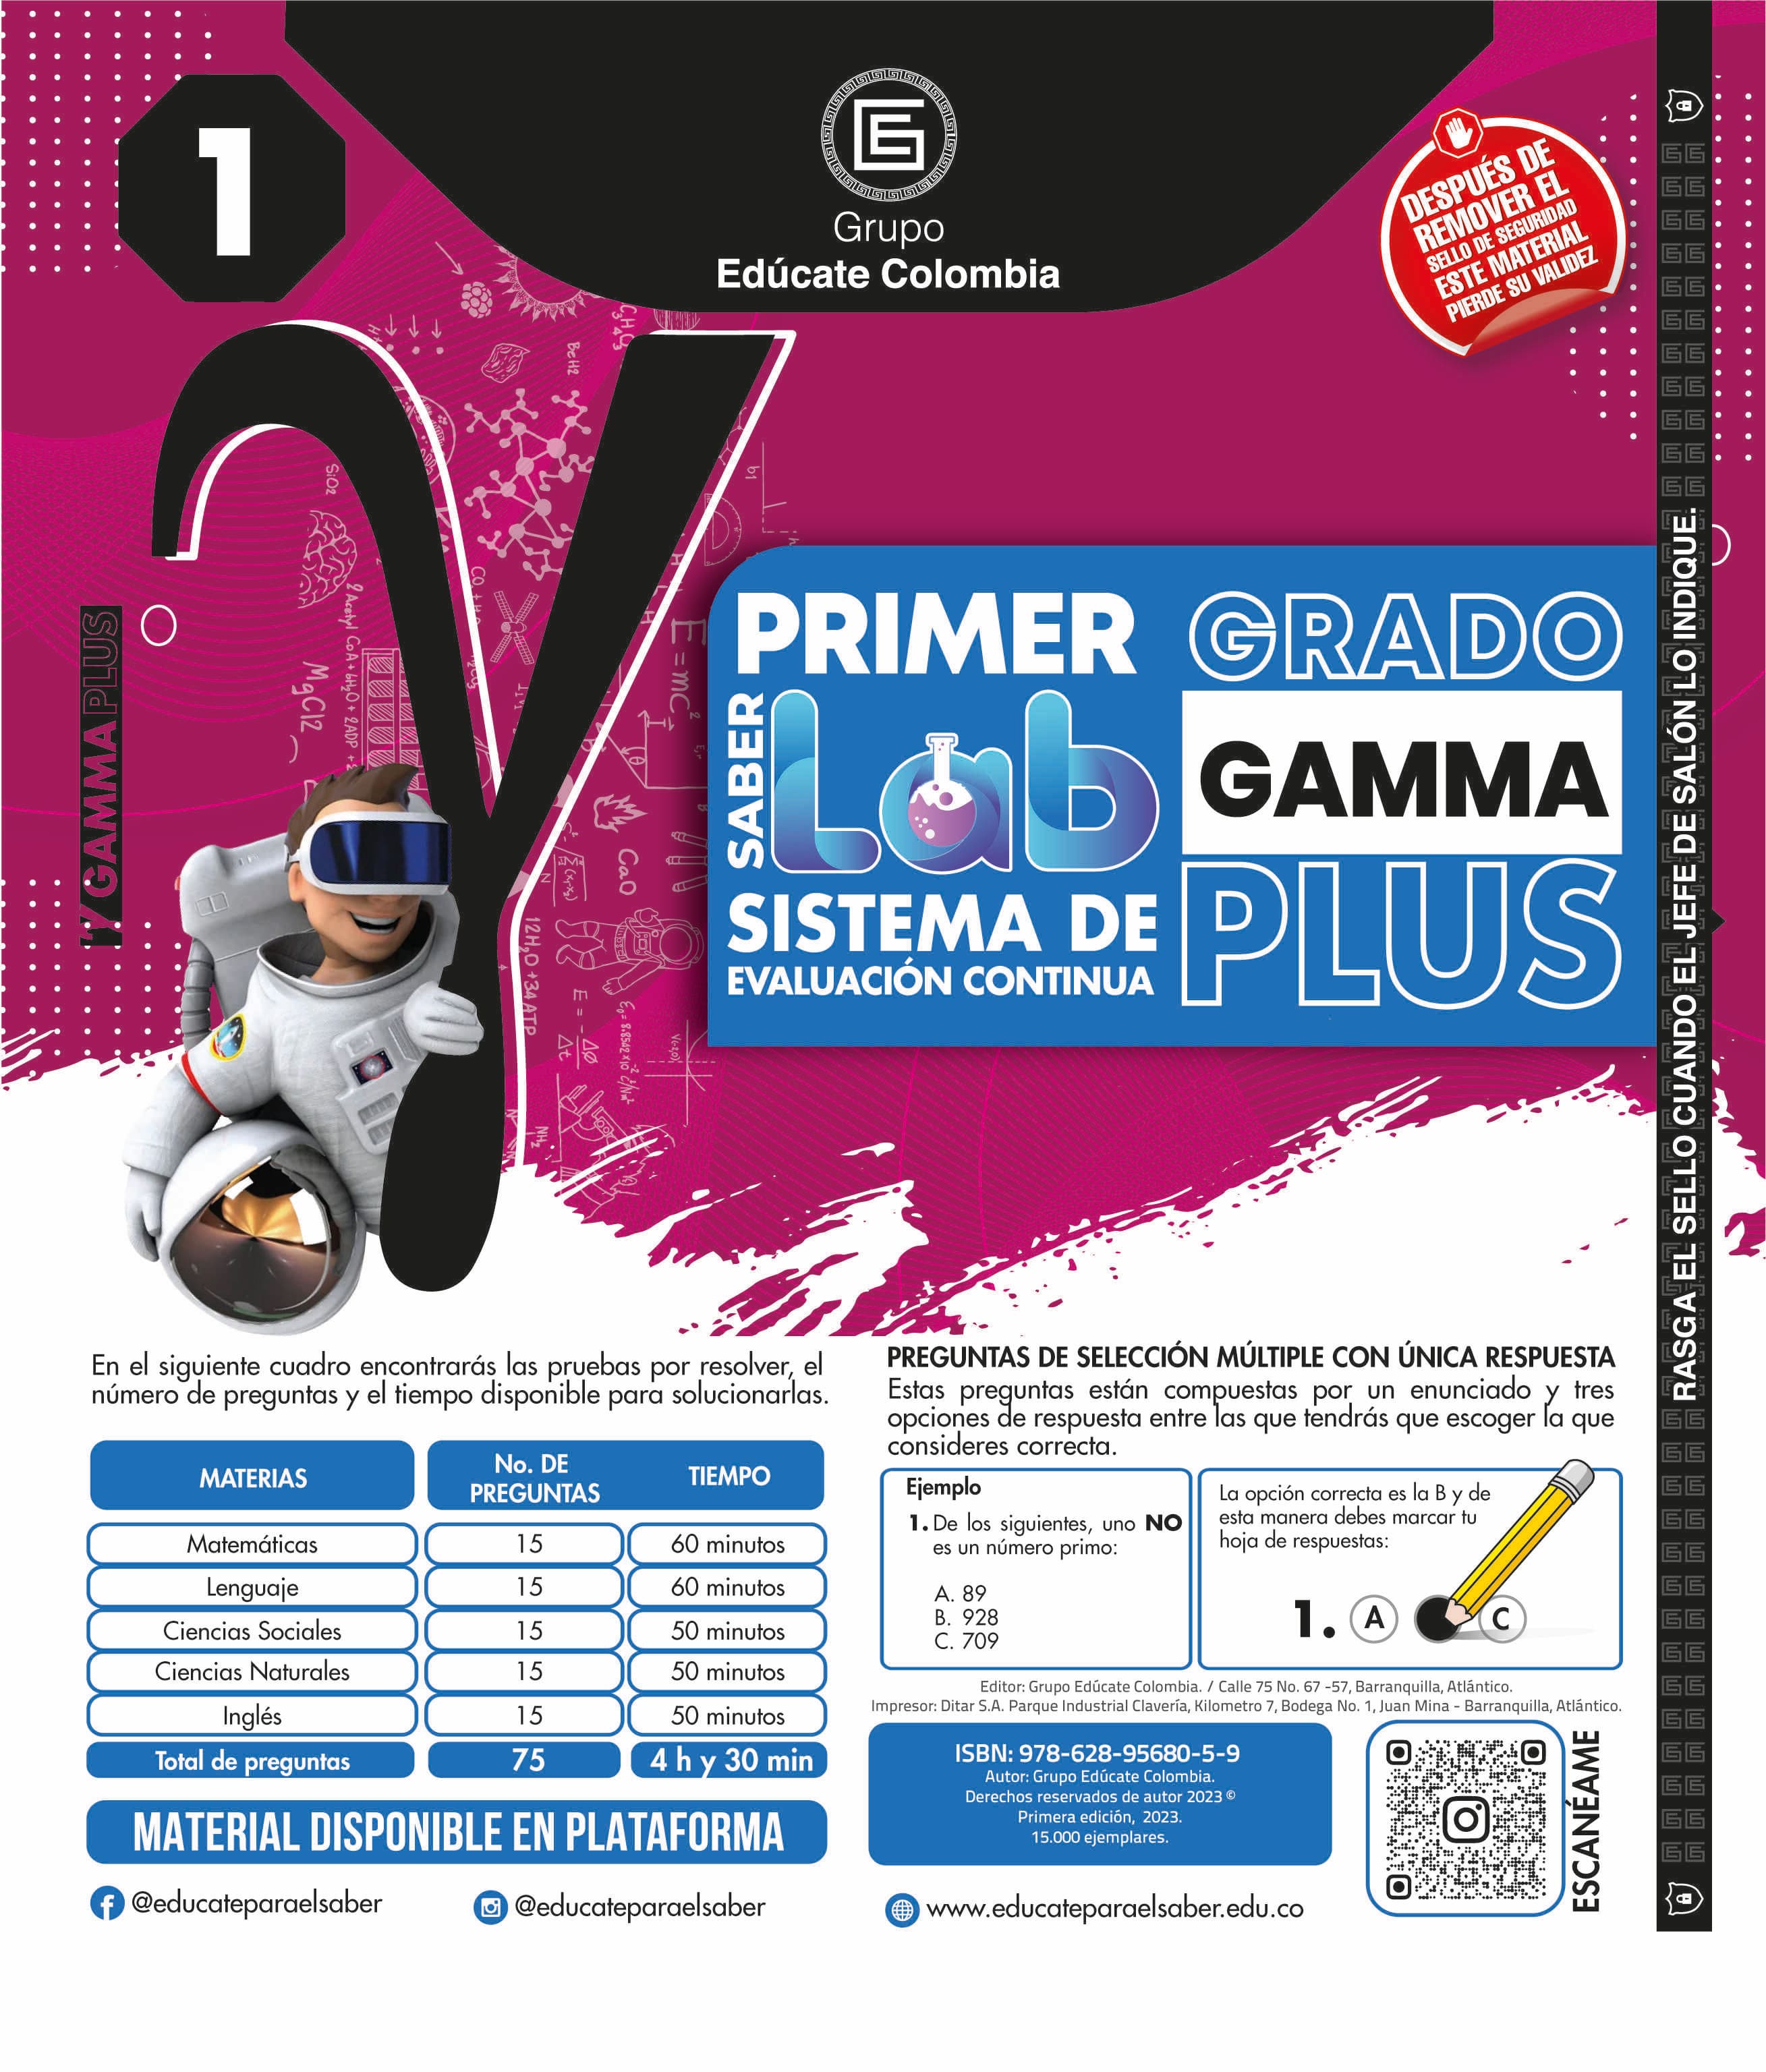 1
Grupo
Edúcate Colombia
DESPUÉS DE
REMOVER EL
SELLO DE SEGURIDAD
ESTE MATERIAL
PIERDE SU VALIDEZ
RASGA EL SELLO CUANDO EL JEFE DE SALÓN LO INDIQUE.
1γ GAMMA PLUS
γ
SiO2
BeH2
MgCl2
CaO
E = mc²
b1
NH₂
PRIMER GRADO
SABER
Lab
GAMMA
PLUS
SISTEMA DE
EVALUACIÓN CONTINUA
En el siguiente cuadro encontrarás las pruebas por resolver, el
número de preguntas y el tiempo disponible para solucionarlas.
MATERIAS No. DE PREGUNTAS TIEMPO
Matemáticas 15 60 minutos
Lenguaje 15 60 minutos
Ciencias Sociales 15 50 minutos
Ciencias Naturales 15 50 minutos
Inglés 15 50 minutos
Total de preguntas 75 4 h y 30 min
MATERIAL DISPONIBLE EN PLATAFORMA
@educateparaelsaber
@educateparaelsaber
PREGUNTAS DE SELECCIÓN MÚLTIPLE CON ÚNICA RESPUESTA
Estas preguntas están compuestas por un enunciado y tres
opciones de respuesta entre las que tendrás que escoger la que
consideres correcta.
Ejemplo
1. De los siguientes, uno NO
es un número primo:
A. 89
B. 928
C. 709
La opción correcta es la B y de
esta manera debes marcar tu
hoja de respuestas:
1. A C
Editor: Grupo Edúcate Colombia. / Calle 75 No. 67 -57, Barranquilla, Atlántico.
Impresor: Ditar S.A. Parque Industrial Clavería, Kilometro 7, Bodega No. 1, Juan Mina - Barranquilla, Atlántico.
ISBN: 978-628-95680-5-9
Autor: Grupo Edúcate Colombia.
Derechos reservados de autor 2023 ©
Primera edición, 2023.
15.000 ejemplares.
ESCANÉAME
www.educateparaelsaber.edu.co